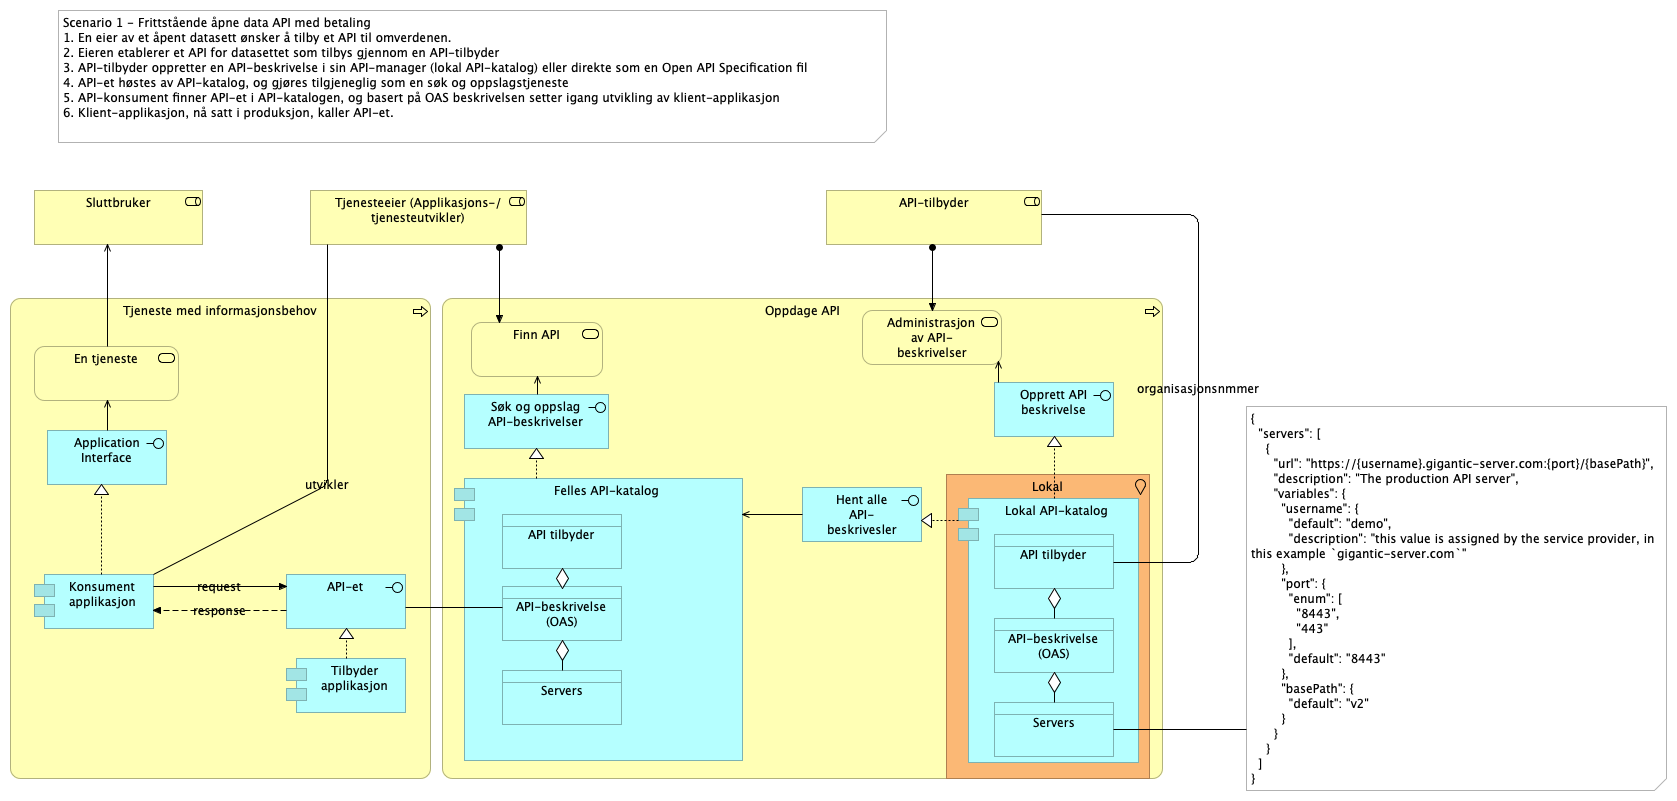 Scenario 1 - Frittstående åpne data API med betaling
1. En eier av et åpent datasett ønsker å tilby et API til omverdenen.
2. Eieren etablerer et API for datasettet som tilbys gjennom en API-tilbyder
3. API-tilbyder oppretter en API-beskrivelse i sin API-manager (lokal API-katalog) eller direkte som en Open API Specification fil
4. API-et høstes av API-katalog, og gjøres tilgjeneglig som en søk og oppslagstjeneste
5. API-konsument finner API-et i API-katalogen, og basert på OAS beskrivelsen setter igang utvikling av klient-applikasjon
6. Klient-applikasjon, nå satt i produksjon, kaller API-et.
Sluttbruker
Tjenesteeier (Applikasjons-/
tjenesteutvikler)
API-tilbyder
Tjeneste med informasjonsbehov
Oppdage API
En tjeneste
Finn API
Administrasjon
av API-
beskrivelser
Application
Interface
Søk og oppslag
API-beskrivelser
Opprett API
beskrivelse
organisasjonsnmmer
utvikler
Felles API-katalog
Hent alle
API-
beskrivesler
Lokal
Lokal API-katalog
API tilbyder
API tilbyder
Konsument
applikasjon
request
response
API-et
API-beskrivelse
(OAS)
API-beskrivelse
(OAS)
Tilbyder
applikasjon
Servers
Servers
{
"servers": [
{
"url": "https://{username}.gigantic-server.com:{port}/{basePath}",
"description": "The production API server",
"variables": {
"username": {
"default": "demo",
"description": "this value is assigned by the service provider, in
this example `gigantic-server.com`"
},
"port": {
"enum": [
"8443",
"443"
],
"default": "8443"
},
"basePath": {
"default": "v2"
}
}
}
]
}